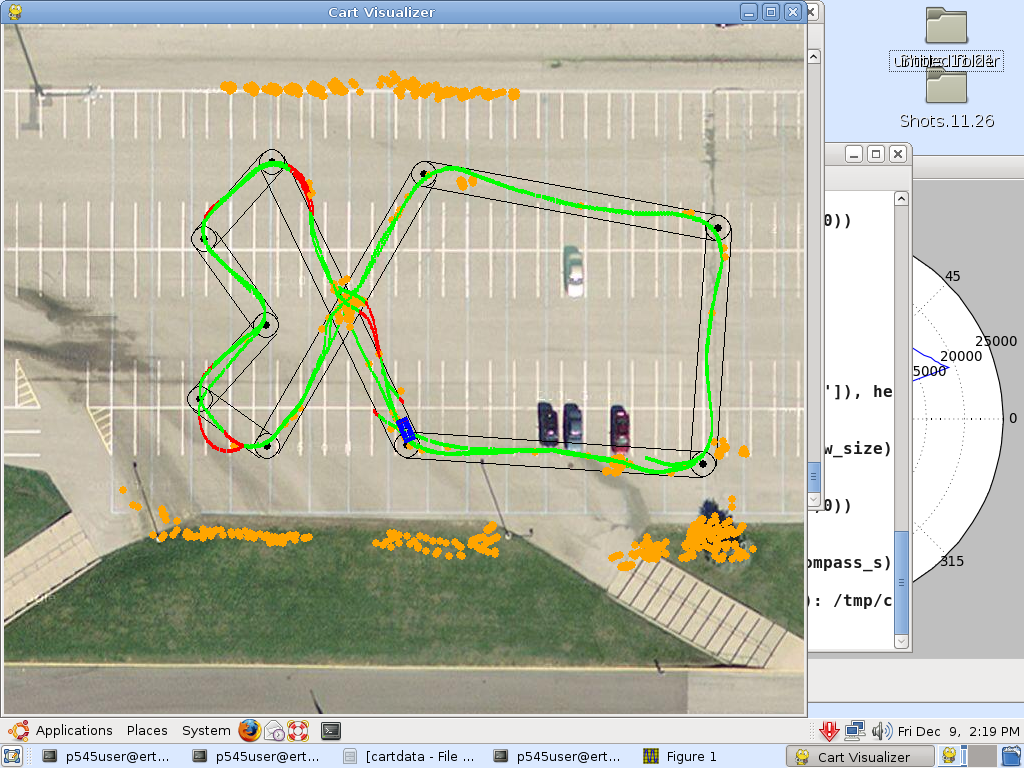 Cart Visualizer
Shots.11.26
0))
45
25000
20000
5000
0
']), he
w_size)
0))
315
ompass_s)
): /tmp/c
Applications Places System
Fri Dec 9, 2:19 PM
p545user@ert...
p545user@ert...
[cartdata - File ...
p545user@ert...
Figure 1
Cart Visualizer